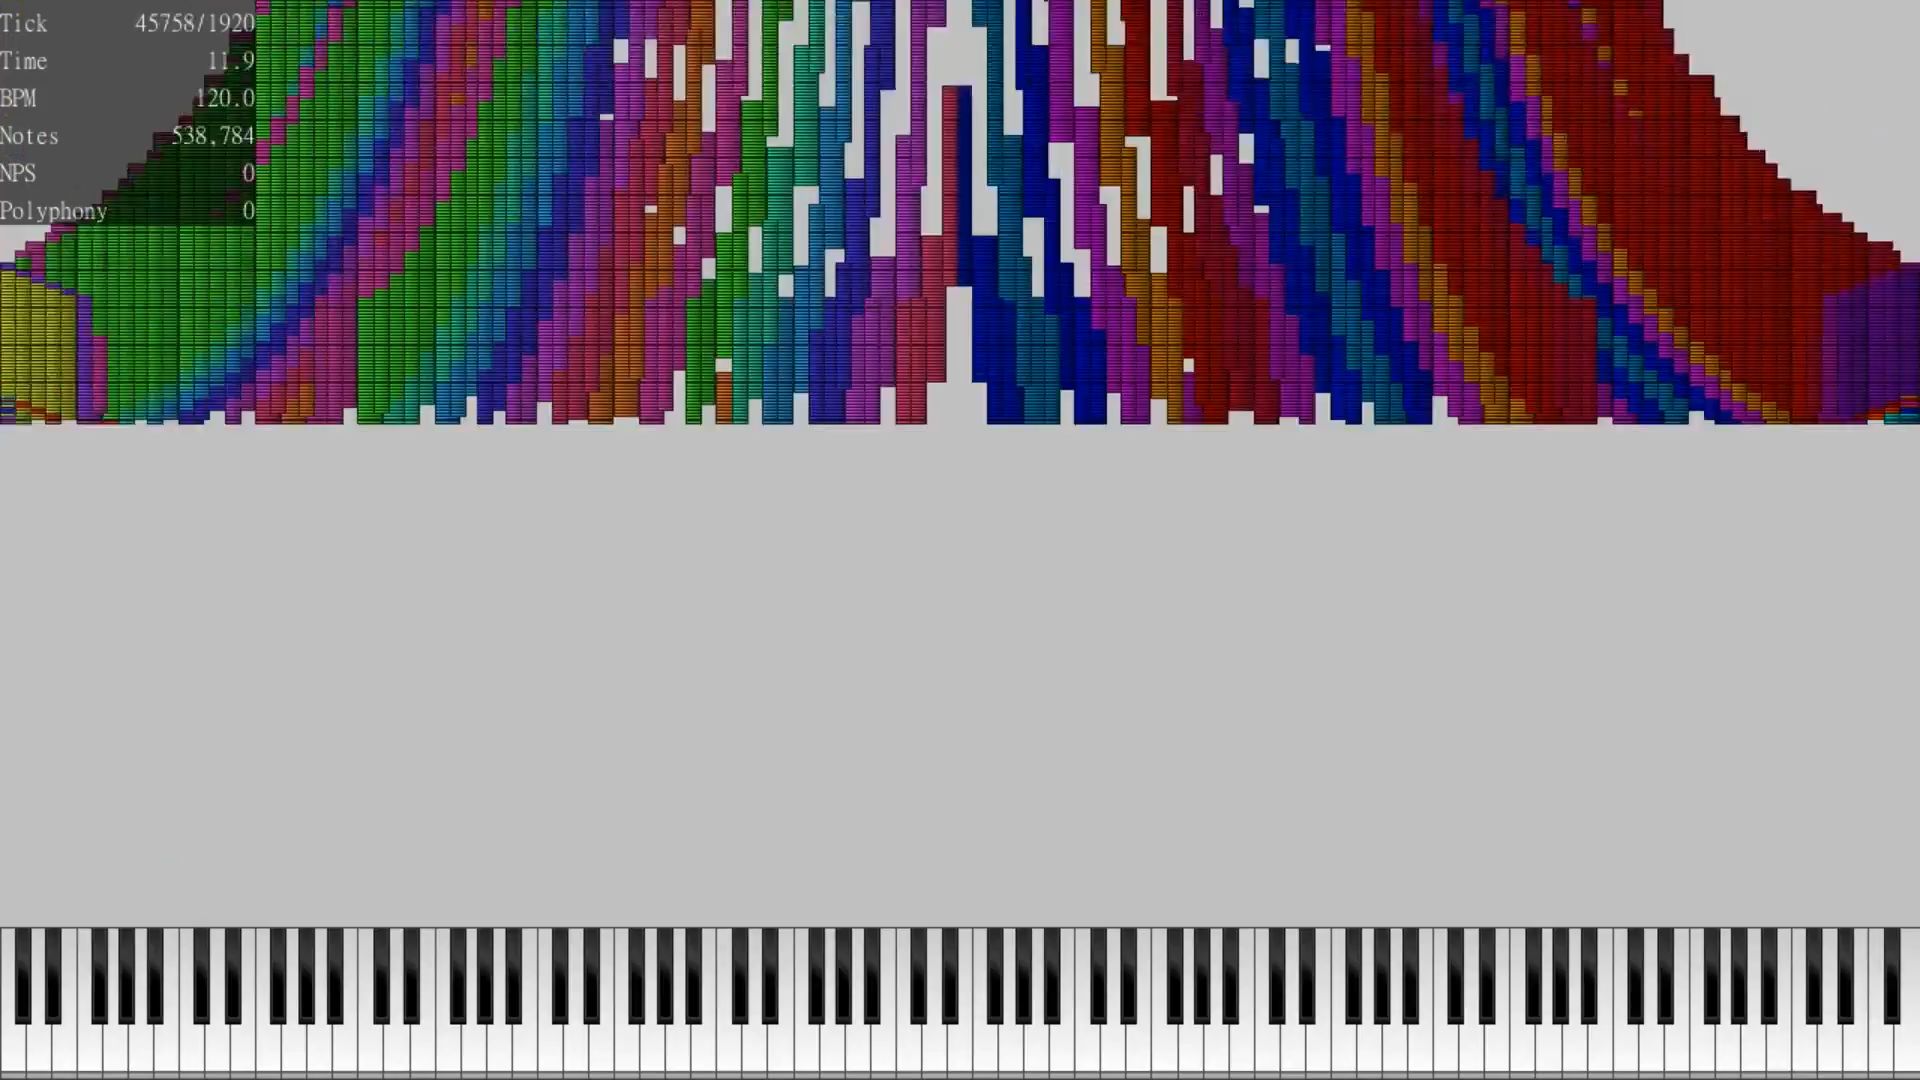 Tick 45758/1920
Time 11.9
BPM 120.0
Notes 538,784
NPS 0
Polyphony 0